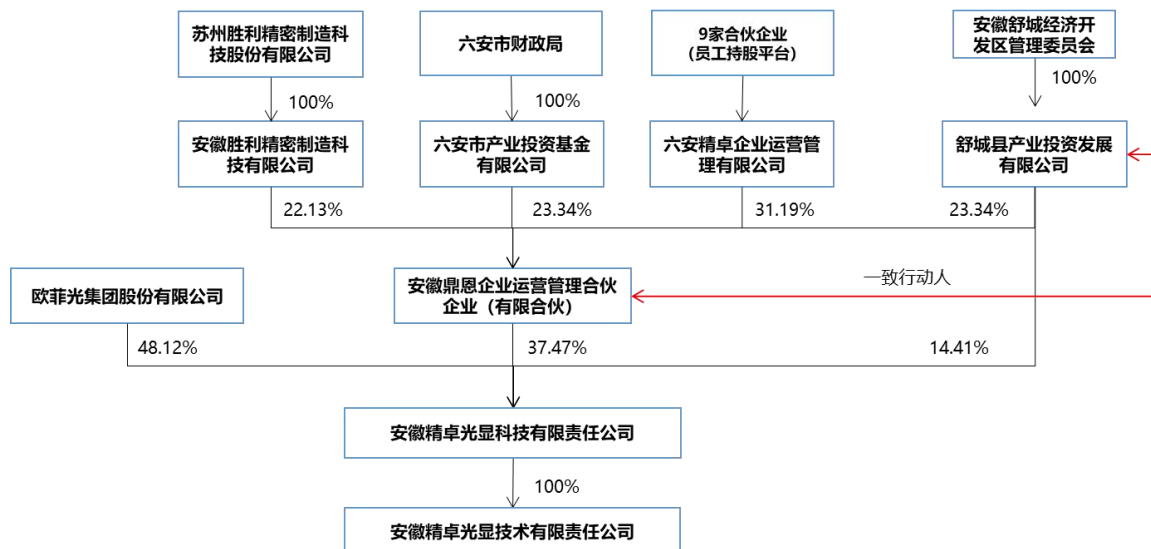 苏州胜利精密制造科
技股份有限公司
六安市财政局
9家合伙企业
（员工持股平台）
安徽舒城经济开
发区管理委员会
100%
100%
100%
安徽胜利精密制造科
技有限公司
六安市产业投资基金
有限公司
六安精卓企业运营管
理有限公司
舒城县产业投资发展
有限公司
22.13%
23.34%
31.19%
23.34%
欧菲光集团股份有限公司
安徽鼎恩企业运营管理合伙
企业（有限合伙）
一致行动人
48.12%
37.47%
14.41%
安徽精卓光显科技有限责任公司
100%
安徽精卓光显技术有限责任公司